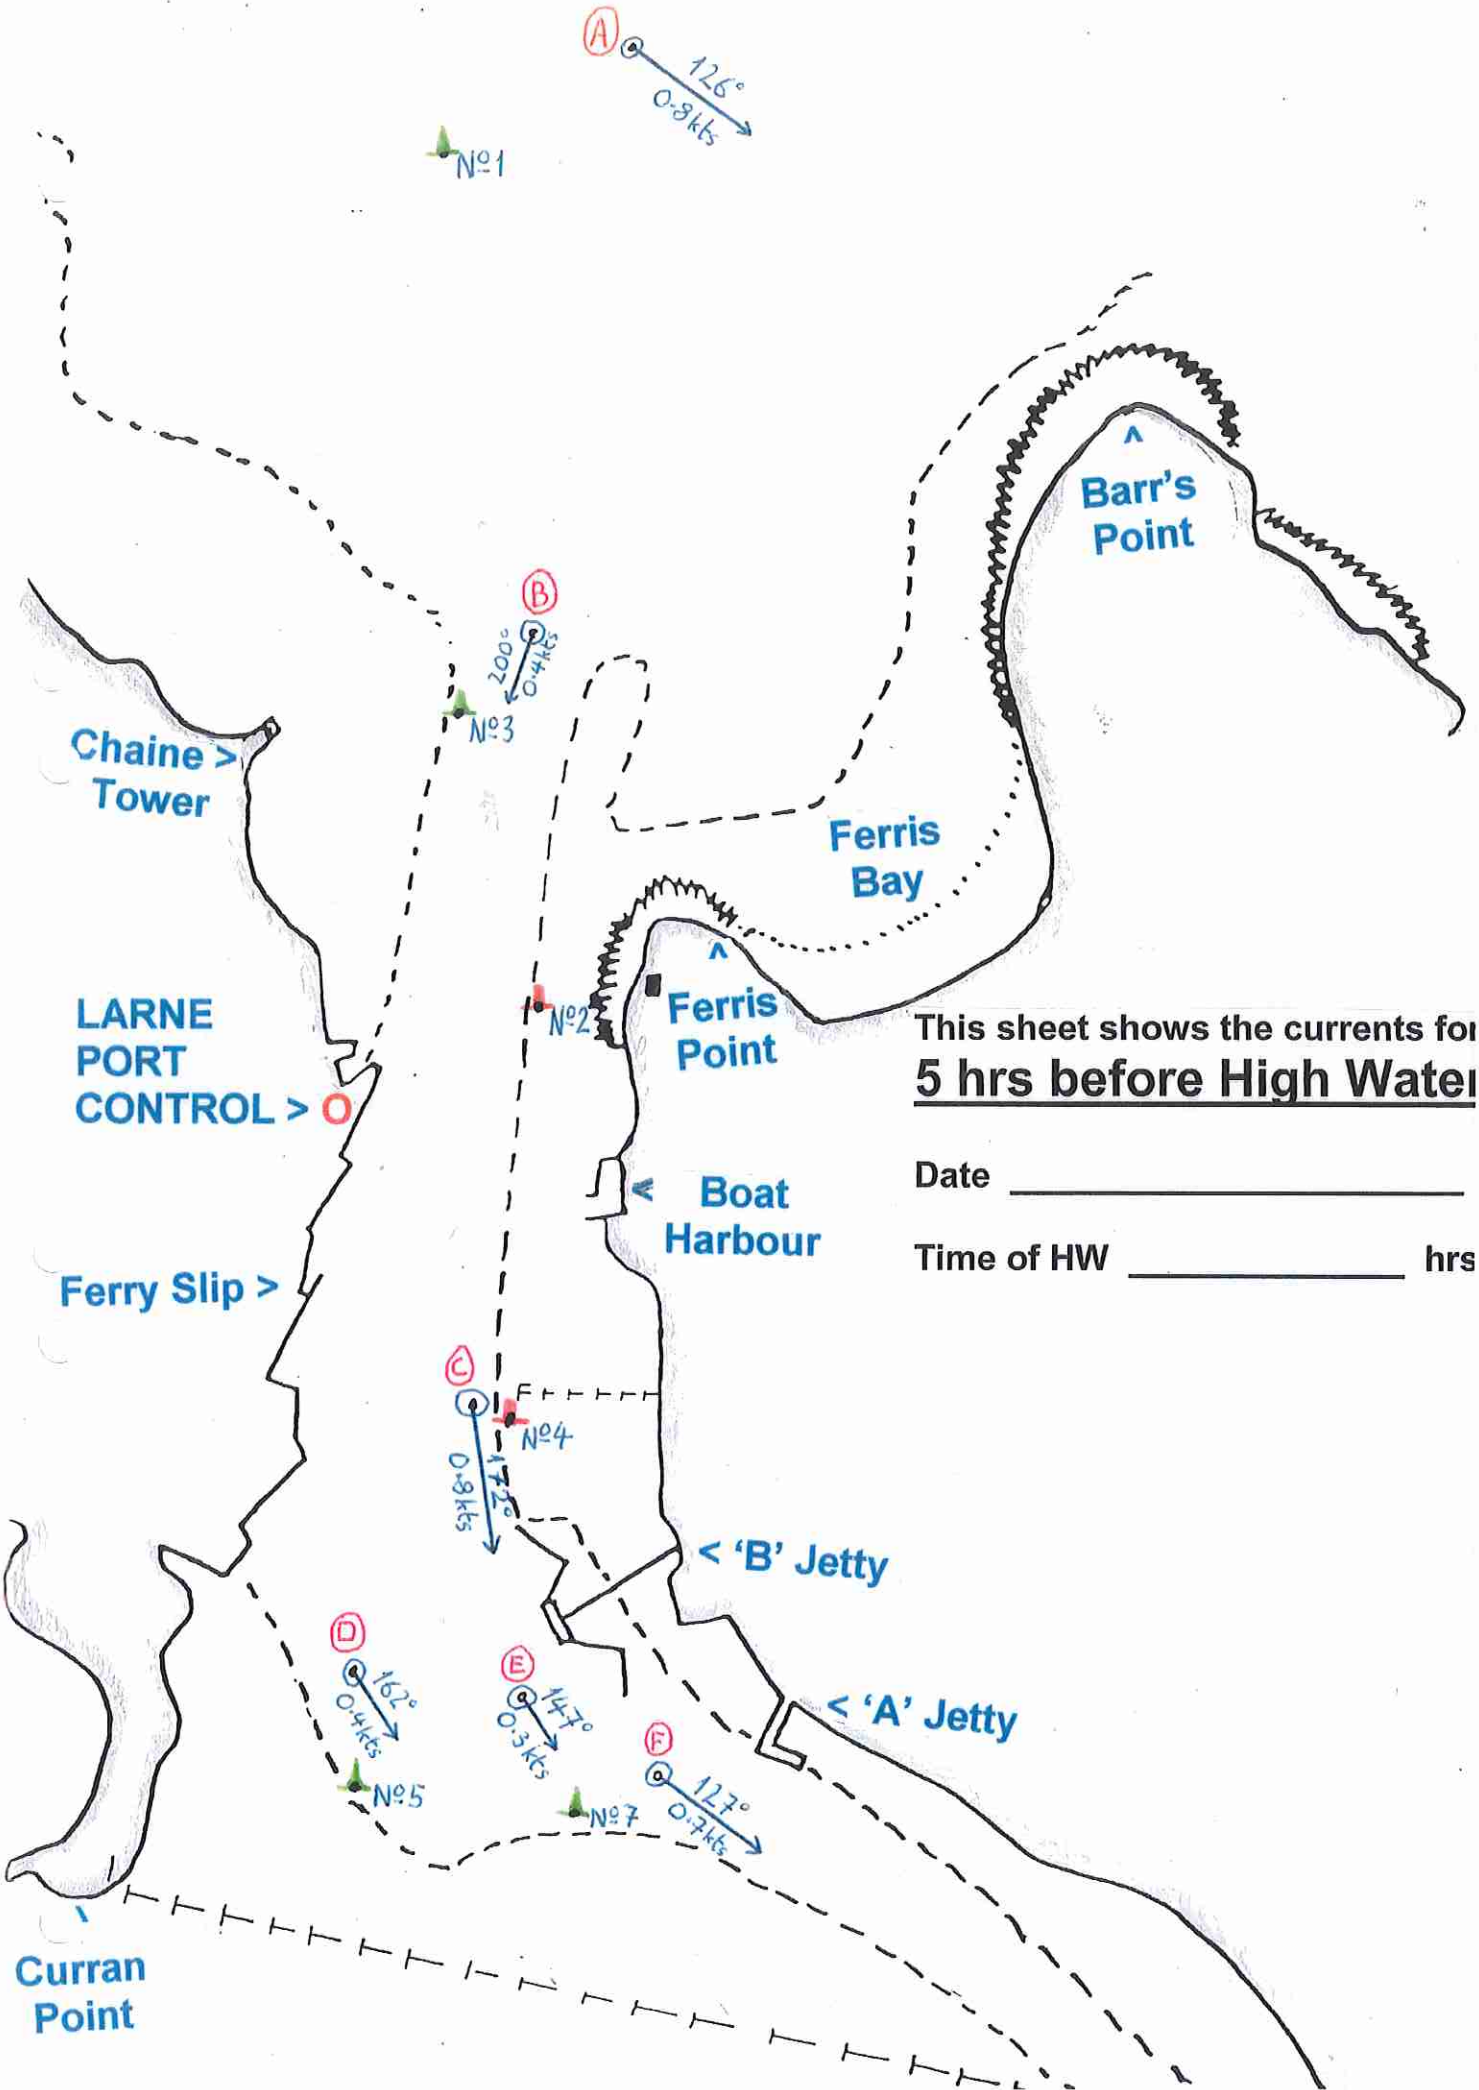 A
126°
0.8kts
Nº1
Barr's
Point
B
200°
0.4kts
Nº3
Chaine >
Tower
Ferris
Bay
LARNE
PORT
CONTROL > O
Nº2
Ferris
Point
This sheet shows the currents for
5 hrs before High Water
Date
Boat
Harbour
Time of HW hrs
Ferry Slip >
C
Nº4
172°
0.8kts
< 'B' Jetty
D
162°
0.4kts
E
147°
0.3kts
< 'A' Jetty
F
127°
0.7kts
Nº5
Nº7
Curran
Point